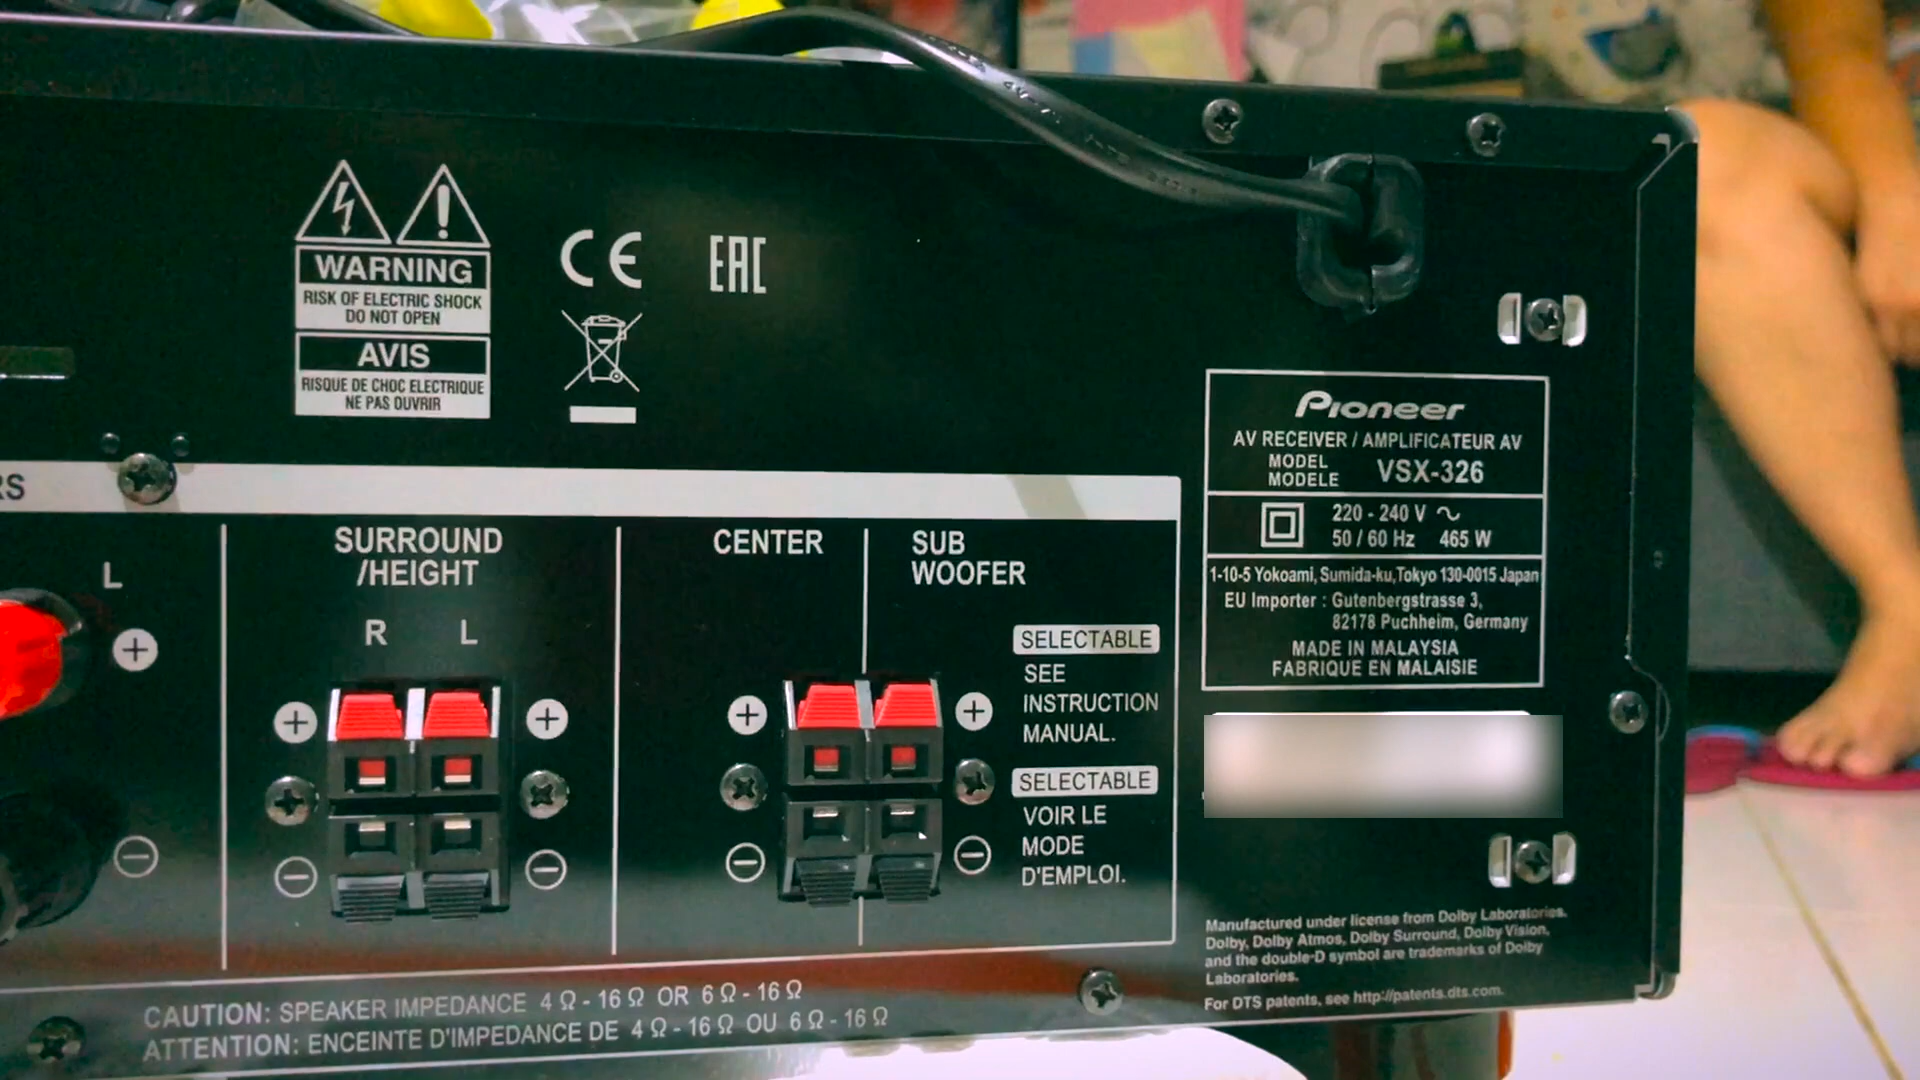 WARNING
RISK OF ELECTRIC SHOCK
DO NOT OPEN
AVIS
RISQUE DE CHOC ELECTRIQUE
NE PAS OUVRIR
CE
EAC
Pioneer
AV RECEIVER / AMPLIFICATEUR AV
MODEL
MODELE VSX-326
220 - 240 V ~
50 / 60 Hz 465 W
1-10-5 Yokoami, Sumida-ku, Tokyo 130-0015 Japan
EU Importer : Gutenbergstrasse 3,
82178 Puchheim, Germany
MADE IN MALAYSIA
FABRIQUE EN MALAISIE
RS
L
SURROUND
/HEIGHT
R L
CENTER
SUB
WOOFER
SELECTABLE
SEE
INSTRUCTION
MANUAL.
SELECTABLE
VOIR LE
MODE
D'EMPLOI.
CAUTION: SPEAKER IMPEDANCE 4 Ω - 16 Ω OR 6 Ω - 16 Ω
ATTENTION: ENCEINTE D'IMPEDANCE DE 4 Ω - 16 Ω OU 6 Ω - 16 Ω
Manufactured under license from Dolby Laboratories.
Dolby, Dolby Atmos, Dolby Surround, Dolby Vision,
and the double-D symbol are trademarks of Dolby
Laboratories.
For DTS patents, see http://patents.dts.com.